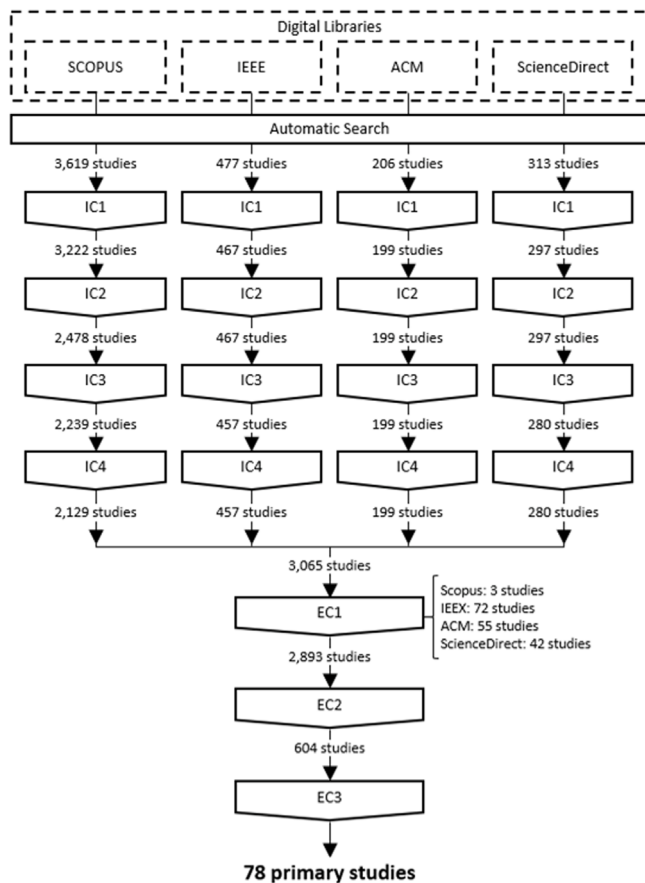 Digital Libraries
SCOPUS
IEEE
ACM
ScienceDirect
Automatic Search
3,619 studies
477 studies
206 studies
313 studies
IC1
IC1
IC1
IC1
3,222 studies
467 studies
199 studies
297 studies
IC2
IC2
IC2
IC2
2,478 studies
467 studies
199 studies
297 studies
IC3
IC3
IC3
IC3
2,239 studies
457 studies
199 studies
280 studies
IC4
IC4
IC4
IC4
2,129 studies
457 studies
199 studies
280 studies
3,065 studies
EC1
Scopus: 3 studies
IEEX: 72 studies
ACM: 55 studies
ScienceDirect: 42 studies
2,893 studies
EC2
604 studies
EC3
78 primary studies